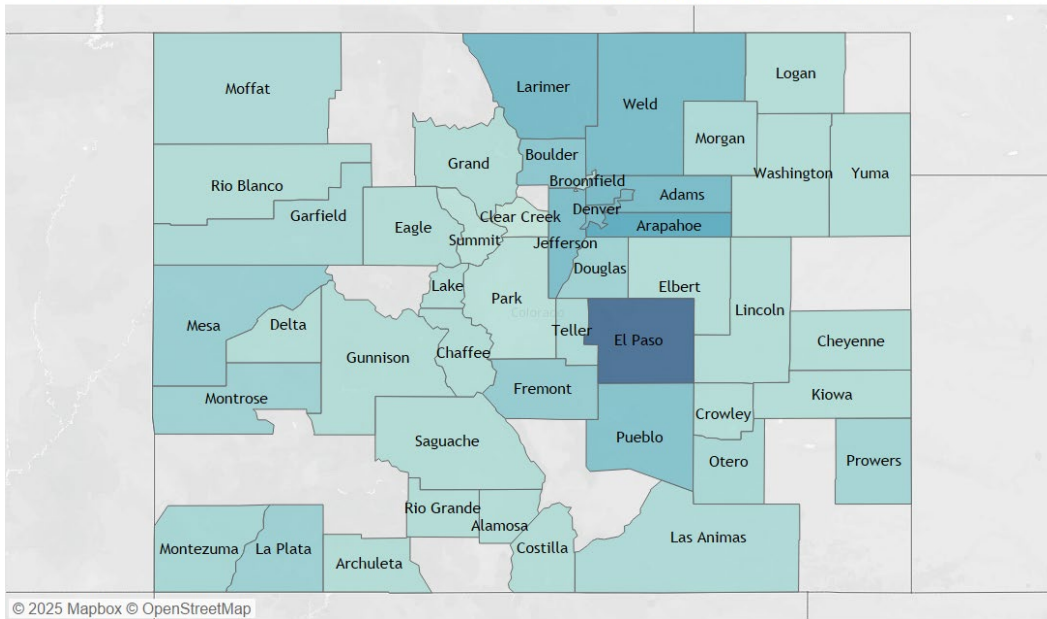 Moffat
Larimer
Weld
Logan
Morgan
Grand
Boulder
Washington
Yuma
Rio Blanco
Broomfield
Adams
Garfield
Eagle
Clear Creek
Denver
Arapahoe
Summit
Jefferson
Douglas
Lake
Park
Elbert
Lincoln
Colorado
Mesa
Delta
Teller
El Paso
Cheyenne
Gunnison
Chaffee
Fremont
Montrose
Kiowa
Crowley
Saguache
Pueblo
Otero
Prowers
Rio Grande
Alamosa
Las Animas
Montezuma
La Plata
Archuleta
Costilla
© 2025 Mapbox © OpenStreetMap